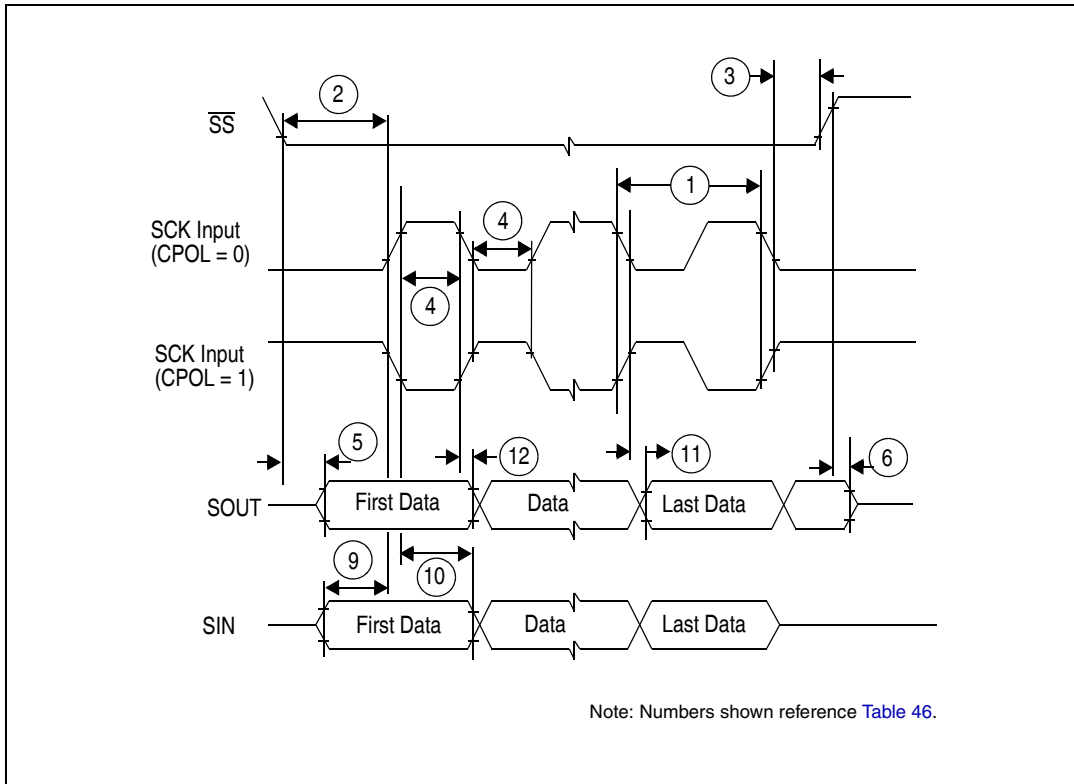 3
2
SS
1
SCK Input
(CPOL = 0)
4
4
SCK Input
(CPOL = 1)
5
12
11
6
SOUT
First Data
Data
Last Data
9
10
SIN
First Data
Data
Last Data
Note: Numbers shown reference Table 46.